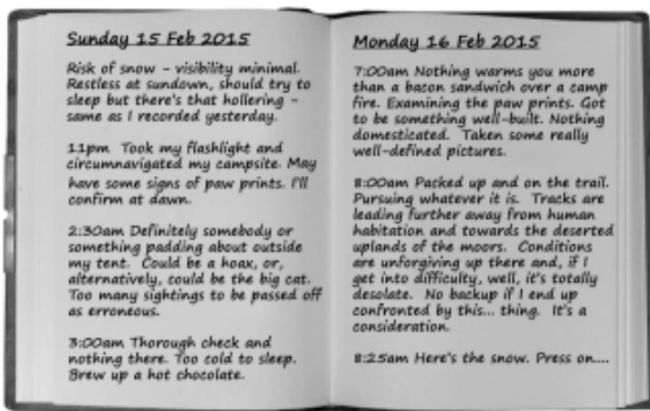 Sunday 15 Feb 2015
Risk of snow – visibility minimal.
Restless at sundown, should try to
sleep but there's that hollering –
same as I recorded yesterday.
11pm Took my flashlight and
circumnavigated my campsite. May
have some signs of paw prints. I'll
confirm at dawn.
2:30am Definitely somebody or
something padding about outside
my tent. Could be a hoax, or,
alternatively, could be the big cat.
Too many sightings to be passed off
as erroneous.
3:00am Thorough check and
nothing there. Too cold to sleep.
Brew up a hot chocolate.
Monday 16 Feb 2015
7:00am Nothing warms you more
than a bacon sandwich over a camp
fire. Examining the paw prints. Got
to be something well-built. Nothing
domesticated. Taken some really
well-defined pictures.
8:00am Packed up and on the trail.
Pursuing whatever it is. Tracks are
leading further away from human
habitation and towards the deserted
uplands of the moors. Conditions
are unforgiving up there and, if I
get into difficulty, well, it's totally
desolate. No backup if I end up
confronted by this... thing. It's a
consideration.
8:25am Here's the snow. Press on....